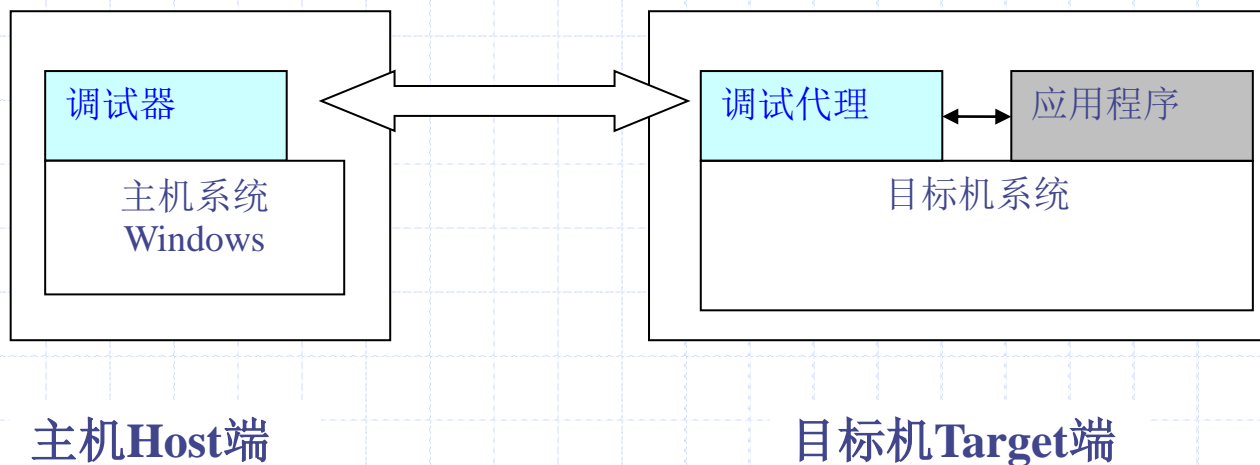 调试器
主机系统
Windows
调试代理
应用程序
目标机系统
主机Host端
目标机Target端